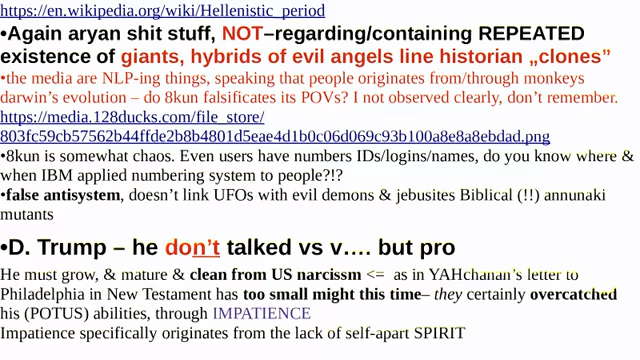 https://en.wikipedia.org/wiki/Hellenistic_period
•Again aryan shit stuff, NOT–regarding/containing REPEATED
existence of giants, hybrids of evil angels line historian „clones”
•the media are NLP-ing things, speaking that people originates from/through monkeys
darwin’s evolution – do 8kun falsificates its POVs? I not observed clearly, don’t remember.
https://media.128ducks.com/file_store/
803fc59cb57562b44ffde2b8b4801d5eae4d1b0c06d069c93b100a8e8a8ebdad.png
•8kun is somewhat chaos. Even users have numbers IDs/logins/names, do you know where &
when IBM applied numbering system to people?!?
•false antisystem, doesn’t link UFOs with evil demons & jebusites Biblical (!!) annunaki
mutants
•D. Trump – he don’t talked vs v…. but pro
He must grow, & mature & clean from US narcissm <= as in YAHchanan’s letter to
Philadelphia in New Testament has too small might this time– they certainly overcatched
his (POTUS) abilities, through IMPATIENCE
Impatience specifically originates from the lack of self-apart SPIRIT